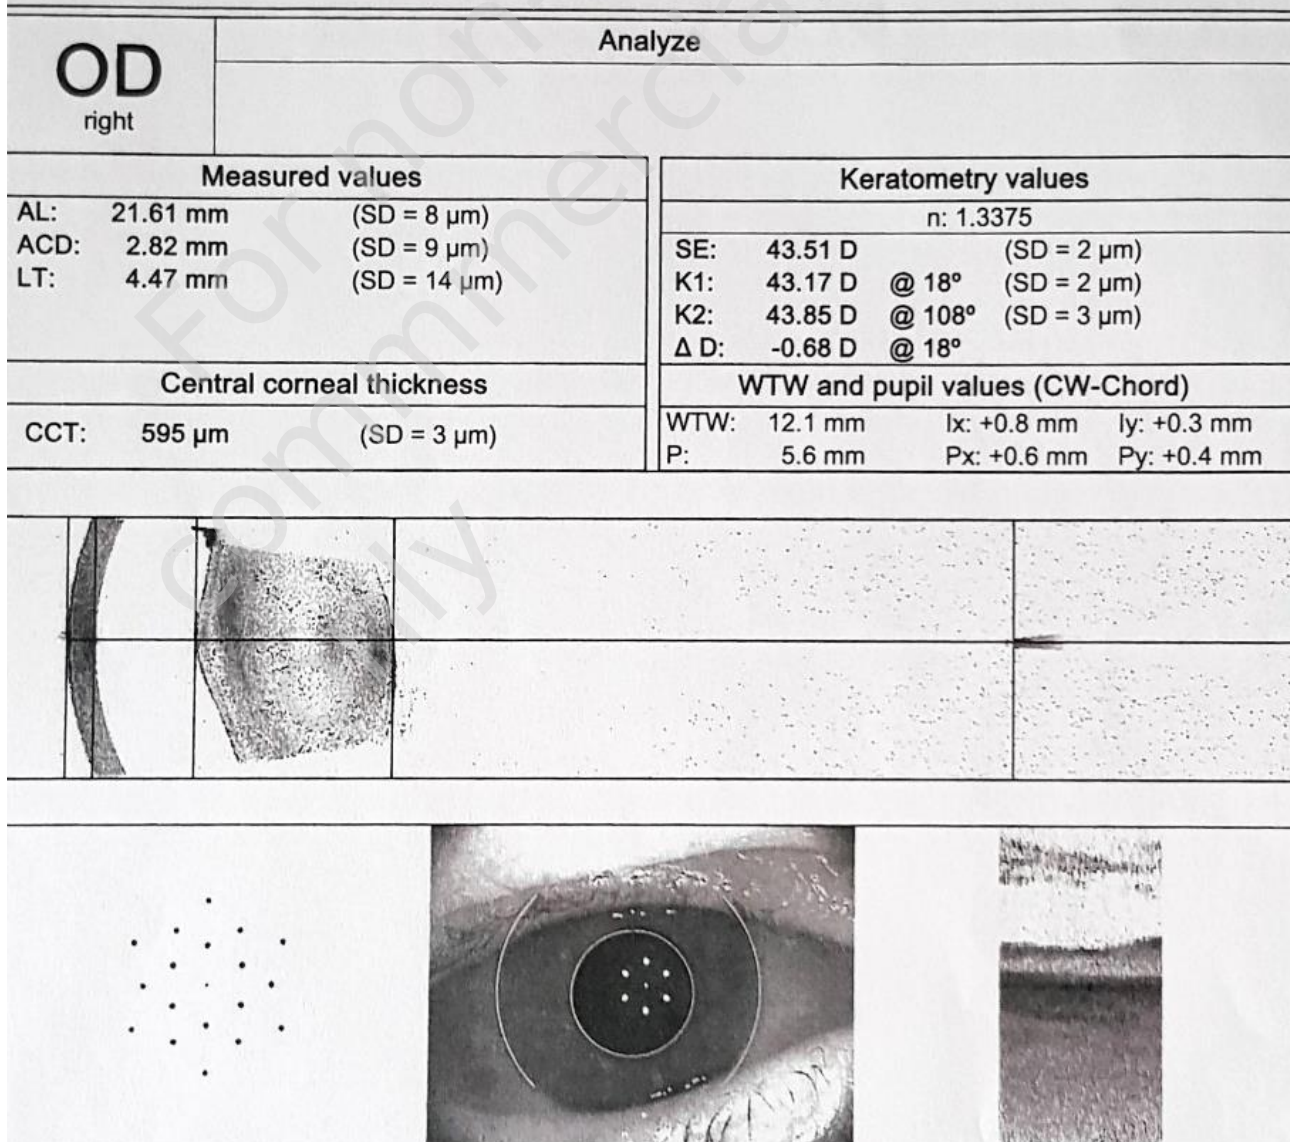 OD
right
Analyze
Measured values
AL: 21.61 mm (SD = 8 µm)
ACD: 2.82 mm (SD = 9 µm)
LT: 4.47 mm (SD = 14 µm)
Keratometry values
n: 1.3375
SE: 43.51 D (SD = 2 µm)
K1: 43.17 D @ 18° (SD = 2 µm)
K2: 43.85 D @ 108° (SD = 3 µm)
Δ D: -0.68 D @ 18°
Central corneal thickness
CCT: 595 µm (SD = 3 µm)
WTW and pupil values (CW-Chord)
WTW: 12.1 mm Ix: +0.8 mm Iy: +0.3 mm
P: 5.6 mm Px: +0.6 mm Py: +0.4 mm
For non
commercia
only